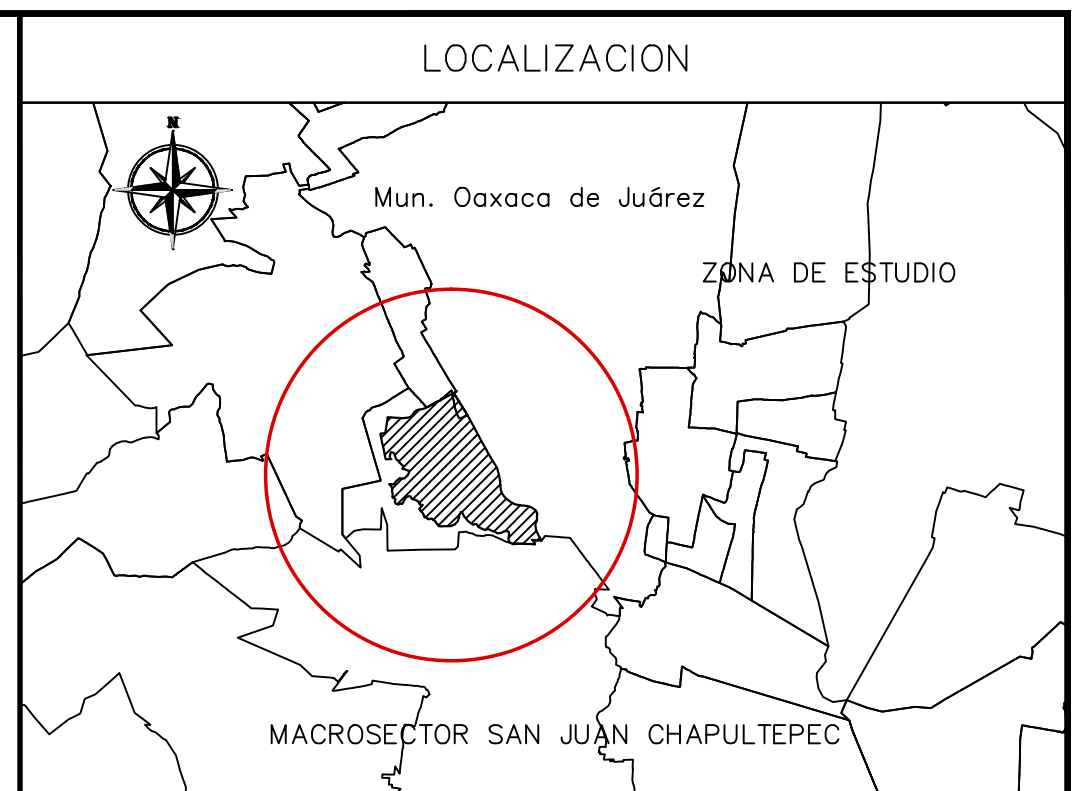 LOCALIZACION
N
Mun. Oaxaca de Juárez
ZONA DE ESTUDIO
MACROSECTOR SAN JUAN CHAPULTEPEC